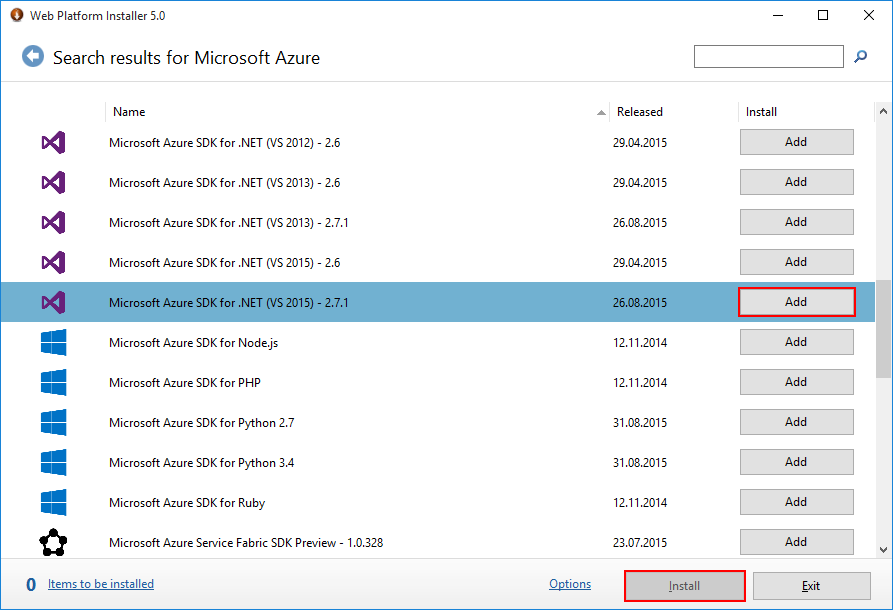 Web Platform Installer 5.0
Search results for Microsoft Azure
Name Released Install
Microsoft Azure SDK for .NET (VS 2012) - 2.6 29.04.2015 Add
Microsoft Azure SDK for .NET (VS 2013) - 2.6 29.04.2015 Add
Microsoft Azure SDK for .NET (VS 2013) - 2.7.1 26.08.2015 Add
Microsoft Azure SDK for .NET (VS 2015) - 2.6 29.04.2015 Add
Microsoft Azure SDK for .NET (VS 2015) - 2.7.1 26.08.2015 Add
Microsoft Azure SDK for Node.js 12.11.2014 Add
Microsoft Azure SDK for PHP 12.11.2014 Add
Microsoft Azure SDK for Python 2.7 31.08.2015 Add
Microsoft Azure SDK for Python 3.4 31.08.2015 Add
Microsoft Azure SDK for Ruby 12.11.2014 Add
Microsoft Azure Service Fabric SDK Preview - 1.0.328 23.07.2015 Add
0 Items to be installed Options Install Exit